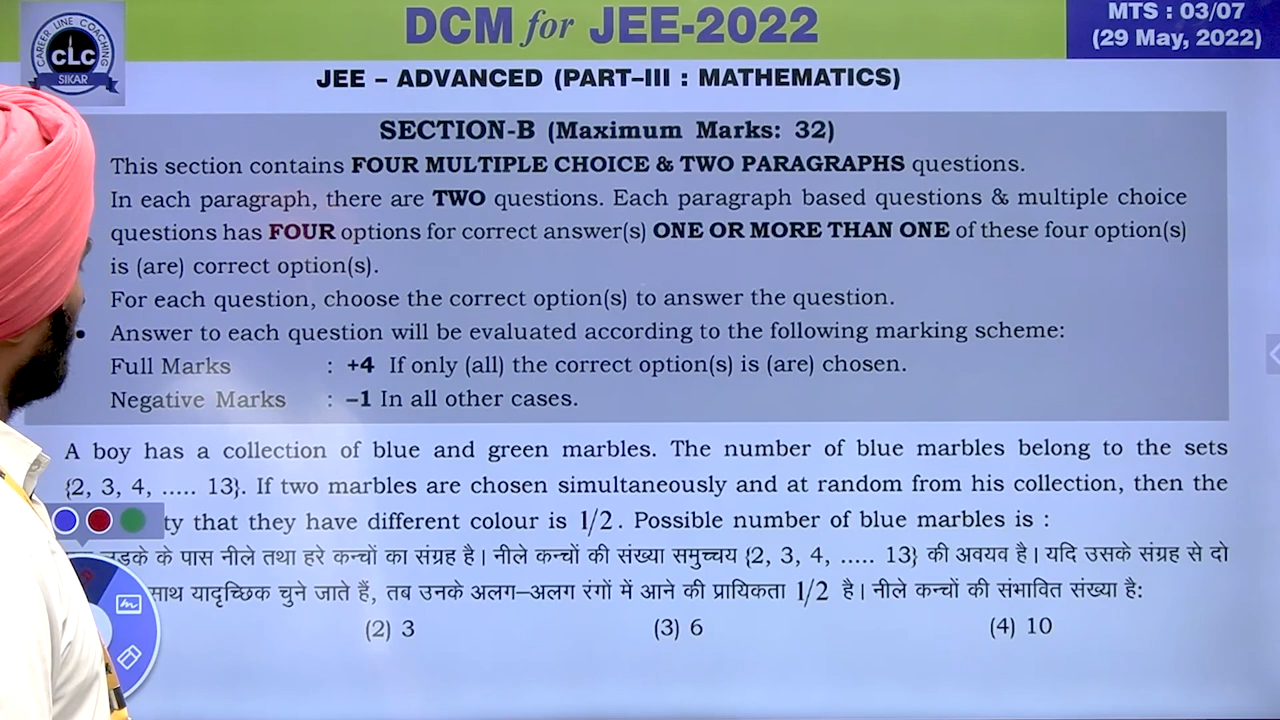 DCM for JEE-2022
MTS : 03/07
(29 May, 2022)
CAREER LINE COACHING
CLC
SIKAR
JEE – ADVANCED (PART–III : MATHEMATICS)
SECTION-B (Maximum Marks: 32)
This section contains FOUR MULTIPLE CHOICE & TWO PARAGRAPHS questions.
In each paragraph, there are TWO questions. Each paragraph based questions & multiple choice
questions has FOUR options for correct answer(s) ONE OR MORE THAN ONE of these four option(s)
is (are) correct option(s).
For each question, choose the correct option(s) to answer the question.
• Answer to each question will be evaluated according to the following marking scheme:
Full Marks : +4 If only (all) the correct option(s) is (are) chosen.
Negative Marks : –1 In all other cases.
A boy has a collection of blue and green marbles. The number of blue marbles belong to the sets
{2, 3, 4, ..... 13}. If two marbles are chosen simultaneously and at random from his collection, then the
ty that they have different colour is 1/2. Possible number of blue marbles is :
के पास नीले तथा हरे कन्चों का संग्रह है। नीले कन्चों की संख्या समुच्चय {2, 3, 4, ..... 13} की अवयव है। यदि उसके संग्रह से दो
साथ यादृच्छिक चुने जाते हैं, तब उनके अलग–अलग रंगों में आने की प्रायिकता 1/2 है। नीले कन्चों की संभावित संख्या है:
(2) 3 (3) 6 (4) 10